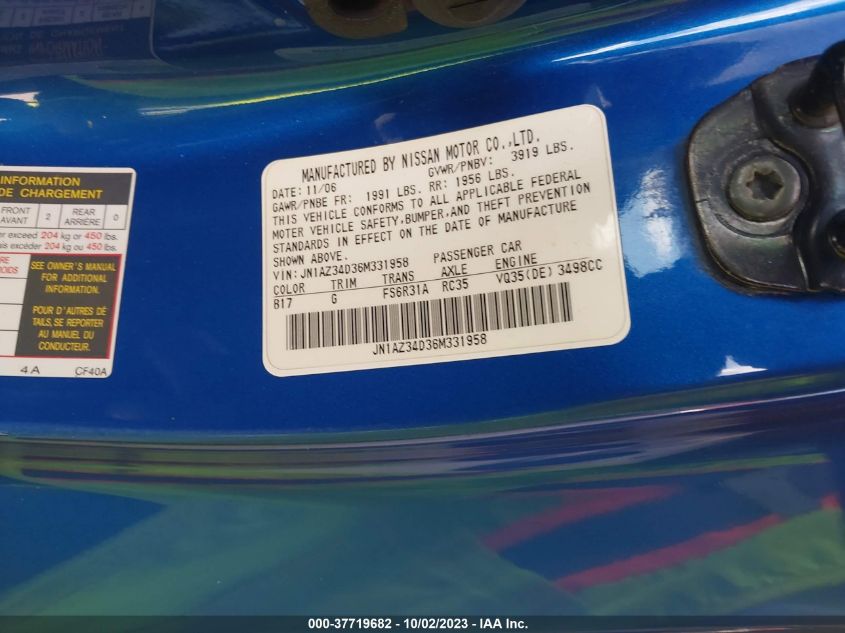 MANUFACTURED BY NISSAN MOTOR CO.,LTD.
DATE: 11/06 GVWR/PNBV: 3919 LBS.
GAWR/PNBE FR: 1991 LBS. RR: 1956 LBS.
THIS VEHICLE CONFORMS TO ALL APPLICABLE FEDERAL
MOTOR VEHICLE SAFETY,BUMPER,AND THEFT PREVENTION
STANDARDS IN EFFECT ON THE DATE OF MANUFACTURE
SHOWN ABOVE.
VIN: JN1AZ34D36M331958 PASSENGER CAR
COLOR TRIM TRANS AXLE ENGINE
B17 G FS6R31A RC35 VQ35(DE) 3498CC
JN1AZ34D36M331958
INFORMATION
DE CHARGEMENT
FRONT 2 REAR 0
AVANT ARRIÈRE
exceed 204 kg or 450 lbs.
is excéder 204 kg ou 450 lbs.
SEE OWNER'S MANUAL
FOR ADDITIONAL
INFORMATION.
POUR D'AUTRES DE
TAILS,SE REPORTER
AU MANUEL DU
CONDUCTEUR.
4A CF40A
000-37719682 - 10/02/2023 - IAA Inc.